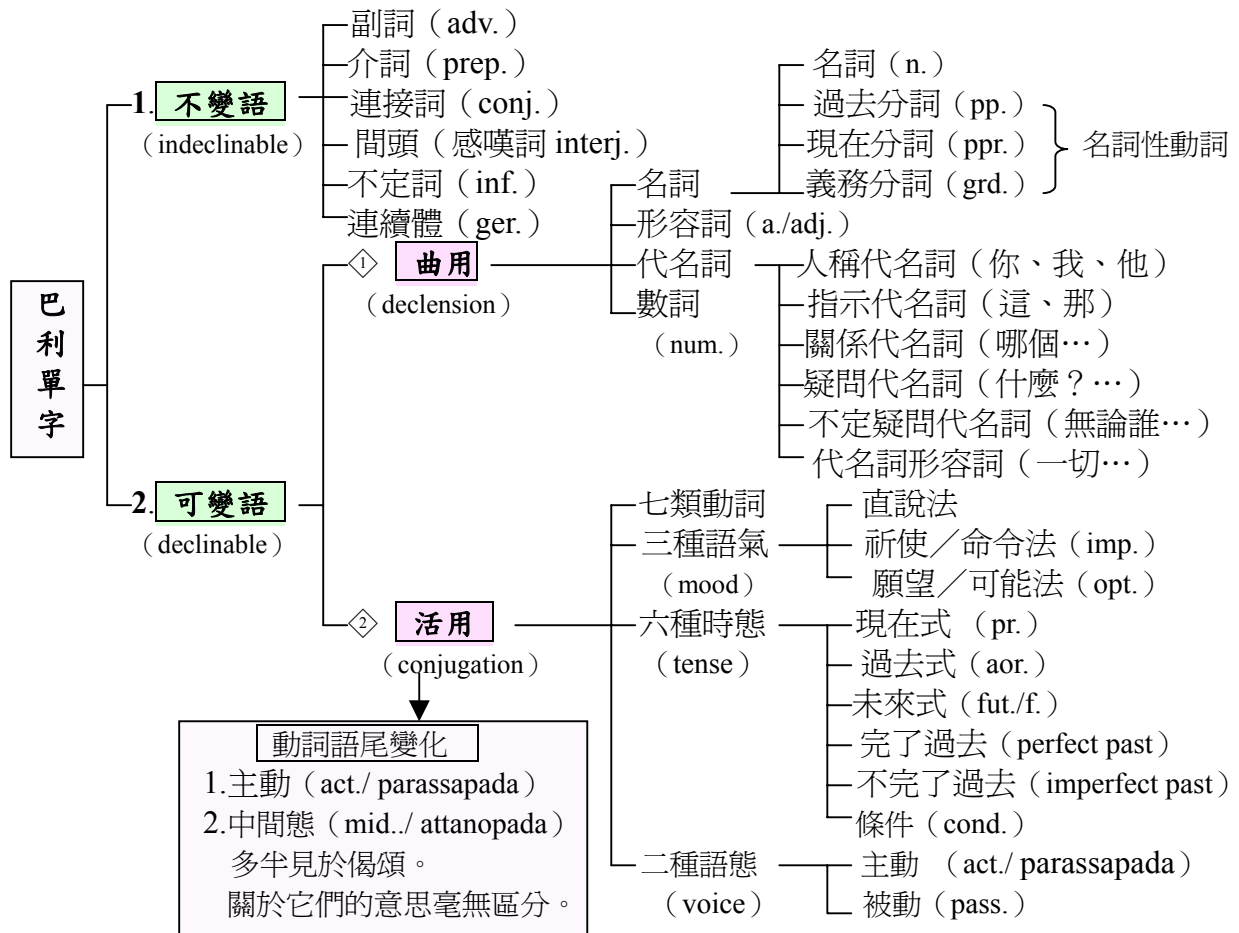 副詞（adv.）
介詞（prep.）
連接詞（conj.）
間頭（感嘆詞 interj.）
不定詞（inf.）
連續體（ger.）
1. 不變語
（indeclinable）
名詞（n.）
過去分詞（pp.）
現在分詞（ppr.）
義務分詞（grd.）
名詞性動詞
名詞
形容詞（a./adj.）
代名詞
數詞
（num.）
1 曲用
（declension）
人稱代名詞（你、我、他）
指示代名詞（這、那）
關係代名詞（哪個…）
疑問代名詞（什麼？…）
不定疑問代名詞（無論誰…）
代名詞形容詞（一切…）
巴利單字
2. 可變語
（declinable）
2 活用
（conjugation）
七類動詞
三種語氣
（mood）
直說法
祈使／命令法（imp.）
願望／可能法（opt.）
六種時態
（tense）
現在式 （pr.）
過去式（aor.）
未來式（fut./f.）
完了過去（perfect past）
不完了過去（imperfect past）
條件（cond.）
二種語態
（voice）
主動 （act./ parassapada）
被動（pass.）
動詞語尾變化
1.主動（act./ parassapada）
2.中間態（mid../ attanopada）
多半見於偈頌。
關於它們的意思毫無區分。